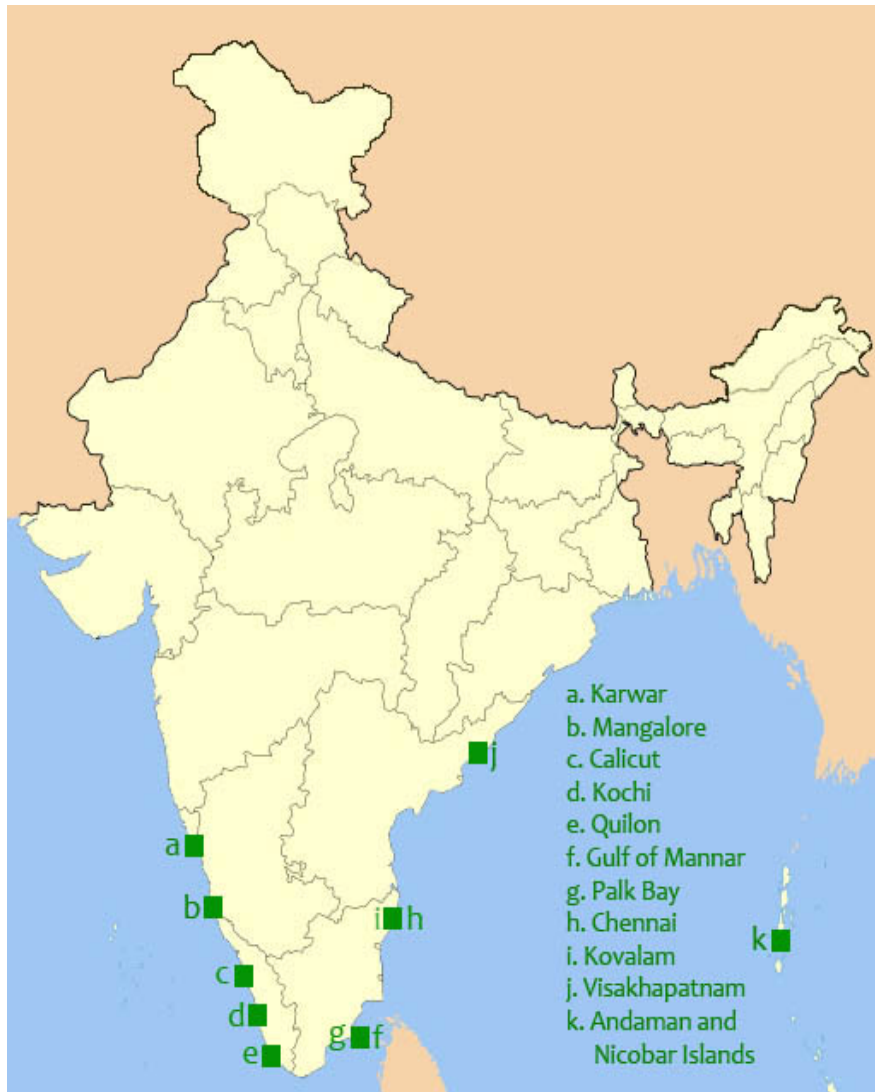 a. Karwar
b. Mangalore
c. Calicut
j
d. Kochi
e. Quilon
a
f. Gulf of Mannar
g. Palk Bay
b
i h
h. Chennai
k
i. Kovalam
c
j. Visakhapatnam
d
k. Andaman and
g f
e
Nicobar Islands